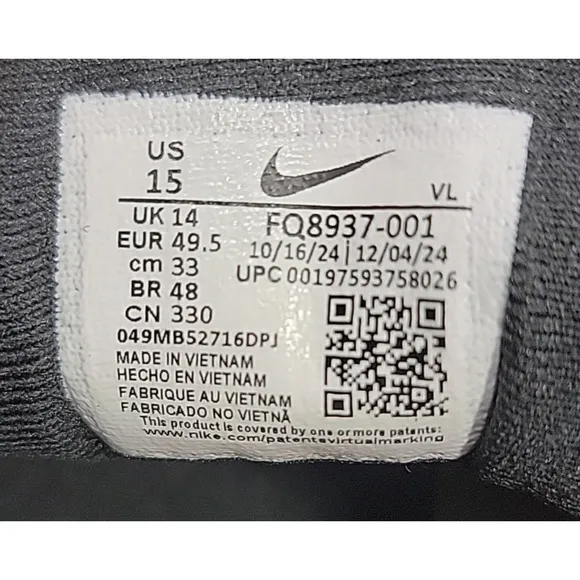 US
15
VL
UK 14
EUR 49.5
cm 33
BR 48
CN 330
FQ8937-001
10/16/24 | 12/04/24
UPC 00197593758026
049MB52716DPJ
MADE IN VIETNAM
HECHO EN VIETNAM
FABRIQUE AU VIETNAM
FABRICADO NO VIETNÃ
This product is covered by one or more patents:
www.nike.com/patentsvirtualmarking